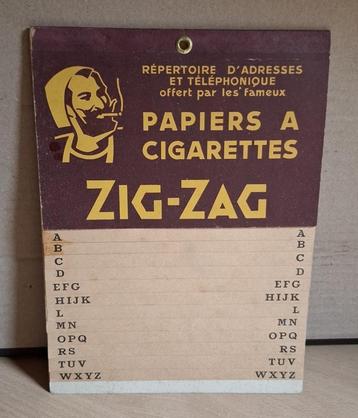 RÉPERTOIRE D'ADRESSES
ET TÉLÉPHONIQUE
offert par les fameux
PAPIERS A
CIGARETTES
ZIG-ZAG
A A
B B
C C
D D
EFG EFG
HIJK HIJK
L L
MN MN
OPQ OPQ
RS RS
TUV TUV
WXYZ WXYZ